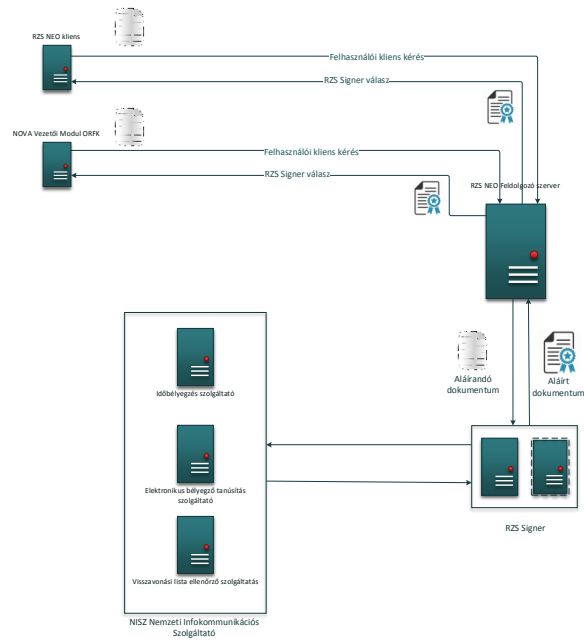 RZS NEO kliens
Felhasználói kliens kérés
RZS Signer válasz
NOVA Vezetői Modul ORFK
Felhasználói kliens kérés
RZS Signer válasz
RZS NEO Feldolgozó szerver
Aláírandó
dokumentum
Aláírt
dokumentum
Időbélyegzés szolgáltató
Elektronikus bélyegző tanúsítás
szolgáltató
Visszavonási lista ellenőrző szolgáltatás
RZS Signer
NISZ Nemzeti Infokommunikációs
Szolgáltató